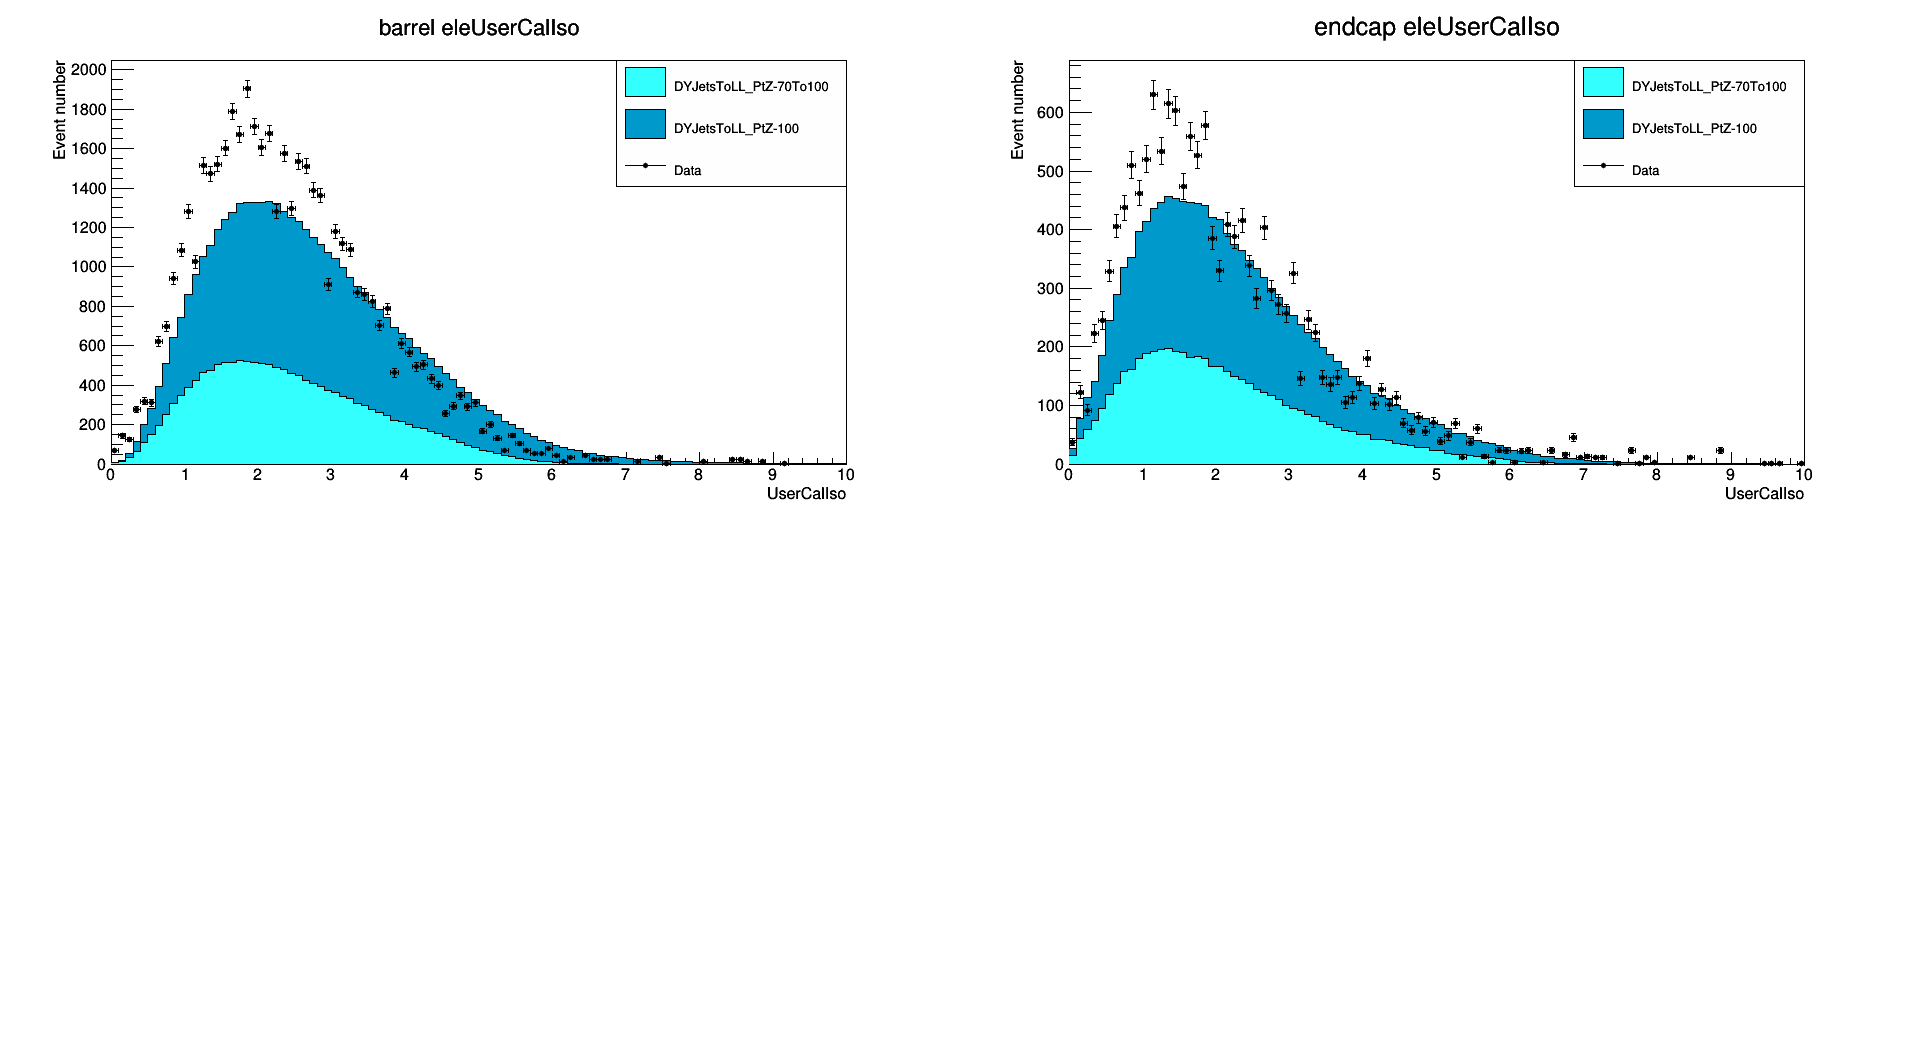 barrel eleUserCalIso
Event number
2000
1800
1600
1400
1200
1000
800
600
400
200
0
0 1 2 3 4 5 6 7 8 9 10
UserCalIso
DYJetsToLL_PtZ-70To100
DYJetsToLL_PtZ-100
Data
endcap eleUserCalIso
Event number
600
500
400
300
200
100
0
0 1 2 3 4 5 6 7 8 9 10
UserCalIso
DYJetsToLL_PtZ-70To100
DYJetsToLL_PtZ-100
Data